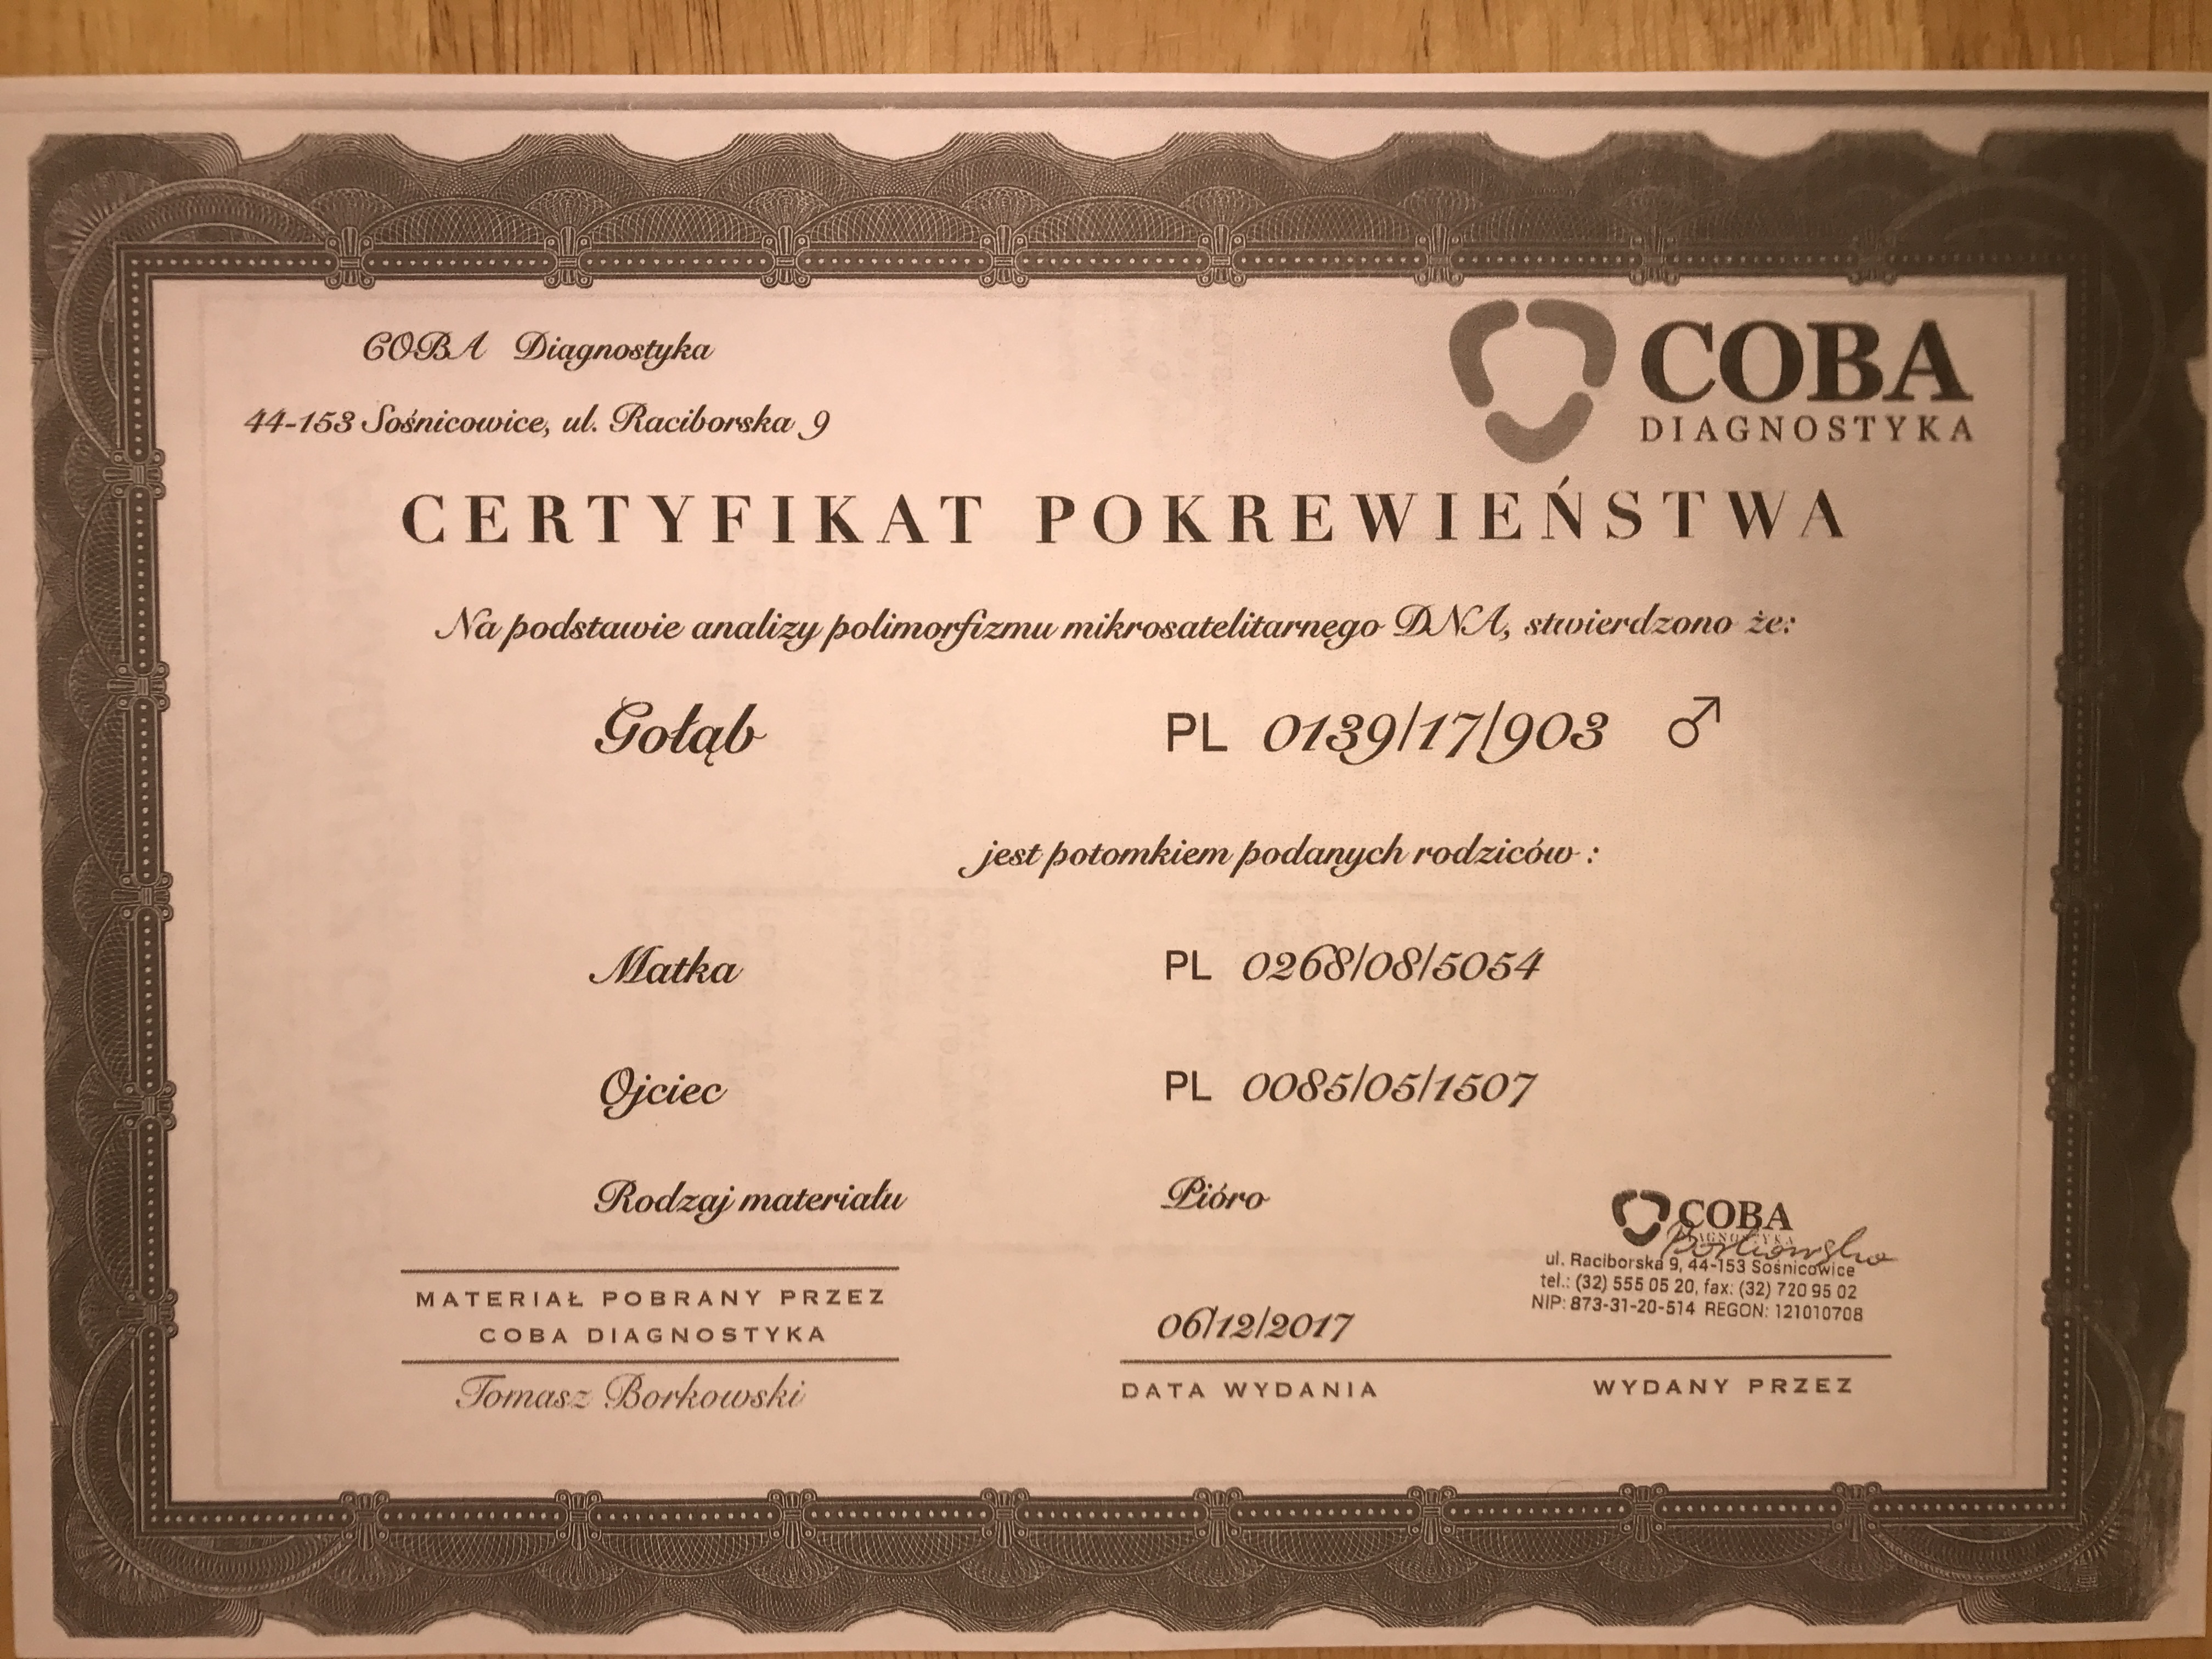 COBA Diagnostyka
44-153 Sośnicowice, ul. Raciborska 9
COBA
DIAGNOSTYKA
CERTYFIKAT POKREWIEŃSTWA
Na podstawie analizy polimorfizmu mikrosatelitarnego DNA, stwierdzono że:
Gołąb PL 0139/17/903 ♂
jest potomkiem podanych rodziców :
Matka PL 0268/08/5054
Ojciec PL 0085/05/1507
Rodzaj materiału Pióro
COBA
DIAGNOSTYKA
ul. Raciborska 9, 44-153 Sośnicowice
tel.: (32) 555 05 20, fax: (32) 720 95 02
NIP: 873-31-20-514 REGON: 121010708
MATERIAŁ POBRANY PRZEZ
COBA DIAGNOSTYKA
Tomasz Borkowski
06/12/2017
DATA WYDANIA WYDANY PRZEZ